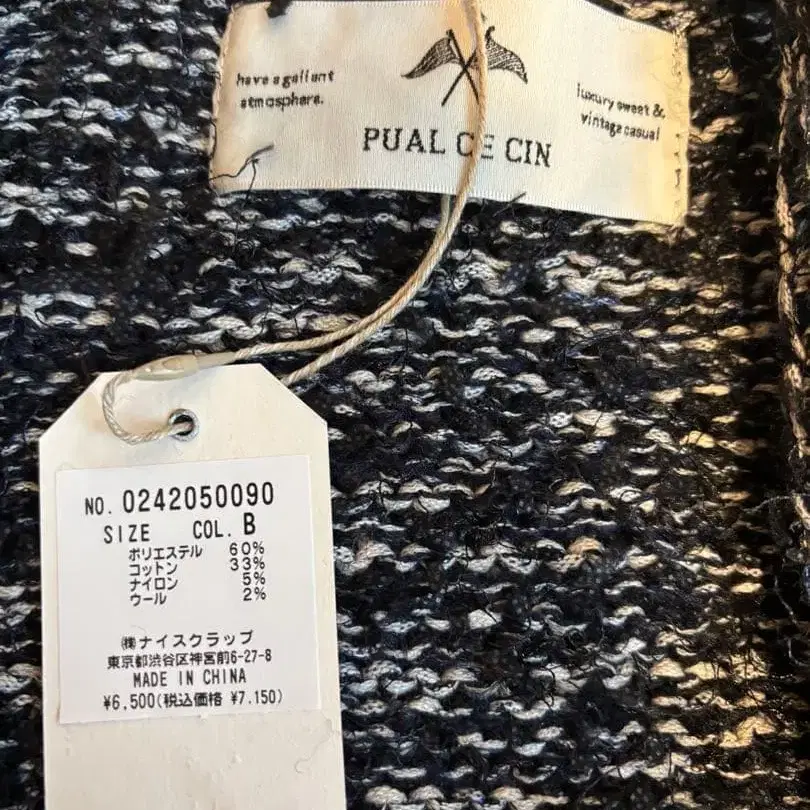 have a gallant
atmosphere.
luxury sweet &
vintage casual
PUAL CE CIN
NO. 0242050090
SIZE COL. B
ポリエステル 60%
コットン 33%
ナイロン 5%
ウール 2%
㈱ナイスクラップ
東京都渋谷区神宮前6-27-8
MADE IN CHINA
¥6,500(税込価格 ¥7,150)